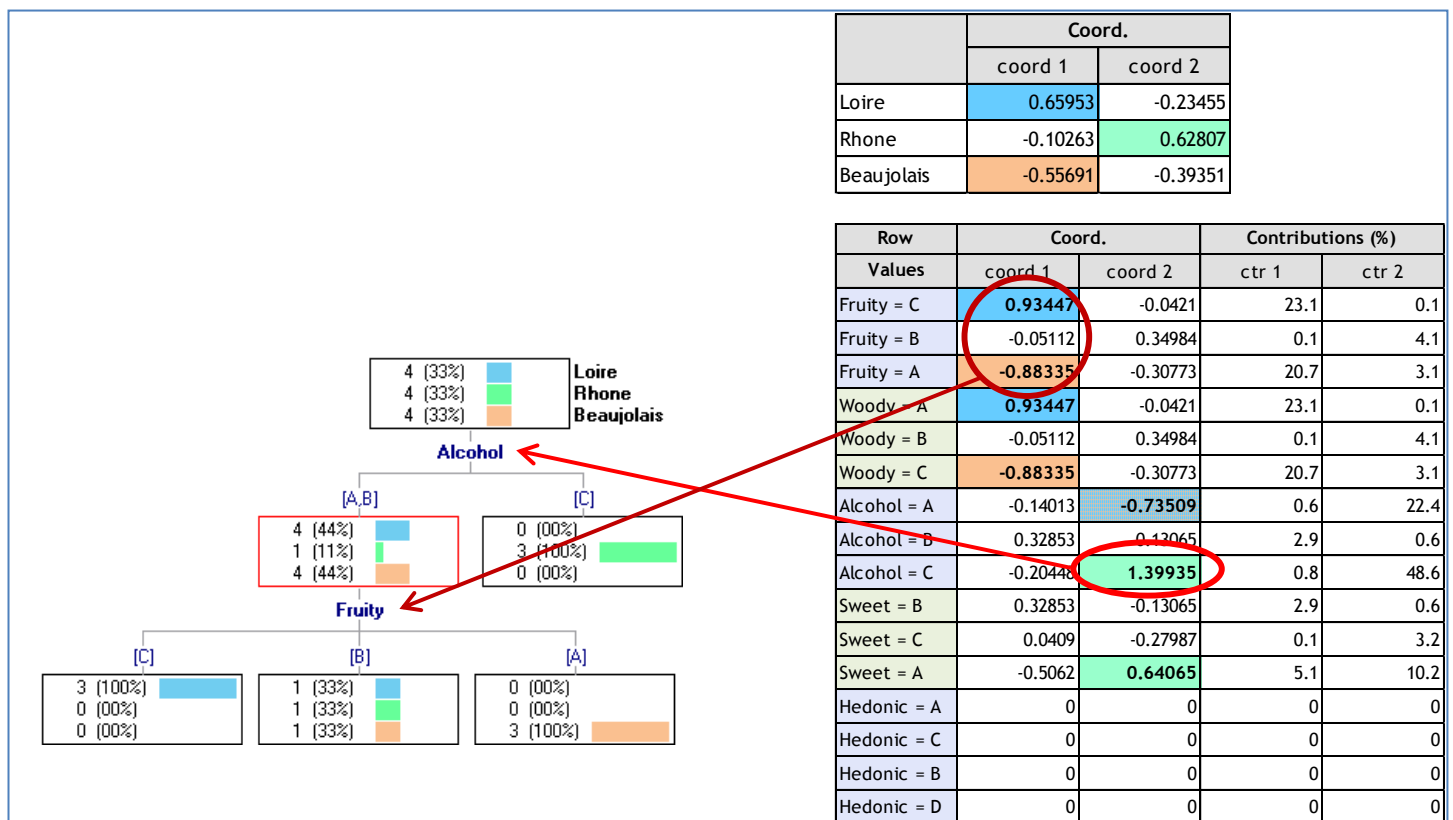 Coord.
coord 1 coord 2
Loire 0.65953 -0.23455
Rhone -0.10263 0.62807
Beaujolais -0.55691 -0.39351
Row Values Coord. Contributions (%)
coord 1 coord 2 ctr 1 ctr 2
Fruity = C 0.93447 -0.0421 23.1 0.1
Fruity = B -0.05112 0.34984 0.1 4.1
Fruity = A -0.88335 -0.30773 20.7 3.1
Woody = A 0.93447 -0.0421 23.1 0.1
Woody = B -0.05112 0.34984 0.1 4.1
Woody = C -0.88335 -0.30773 20.7 3.1
Alcohol = A -0.14013 -0.73509 0.6 22.4
Alcohol = B 0.32853 -0.13065 2.9 0.6
Alcohol = C -0.20448 1.39935 0.8 48.6
Sweet = B 0.32853 -0.13065 2.9 0.6
Sweet = C 0.0409 -0.27987 0.1 3.2
Sweet = A -0.5062 0.64065 5.1 10.2
Hedonic = A 0 0 0 0
Hedonic = C 0 0 0 0
Hedonic = B 0 0 0 0
Hedonic = D 0 0 0 0
4 (33%) Loire
4 (33%) Rhone
4 (33%) Beaujolais
Alcohol
[A,B] [C]
4 (44%) 0 (00%)
1 (11%) 3 (100%)
4 (44%) 0 (00%)
Fruity
[C] [B] [A]
3 (100%) 1 (33%) 0 (00%)
0 (00%) 1 (33%) 0 (00%)
0 (00%) 1 (33%) 3 (100%)